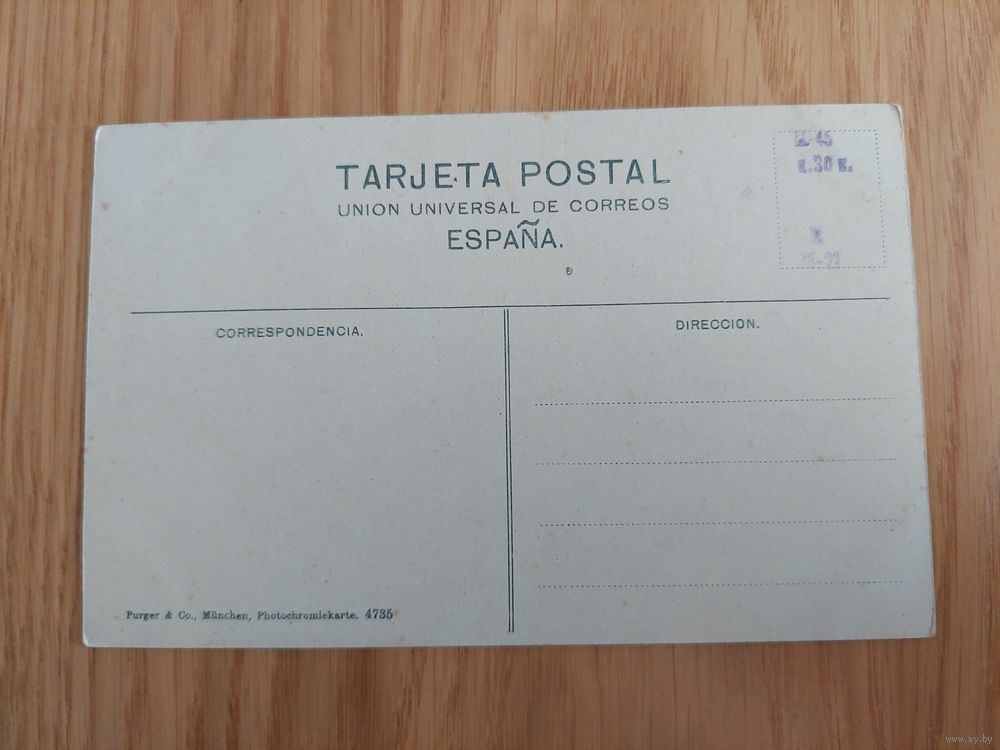 TARJETA POSTAL
UNION UNIVERSAL DE CORREOS
ESPAÑA.
CORRESPONDENCIA.
DIRECCION.
Purger & Co., München, Photochromiekarte. 4735
www.ay.by